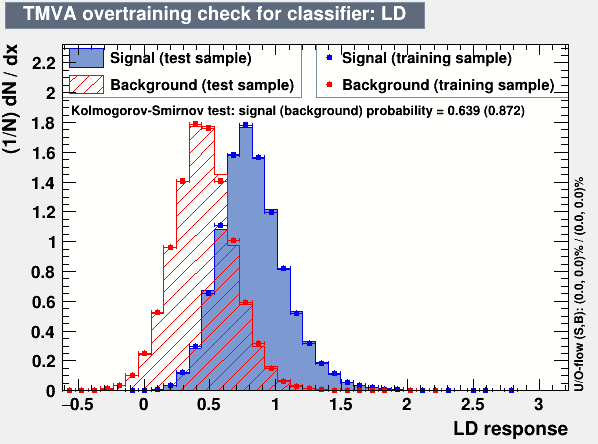 TMVA overtraining check for classifier: LD
(1/N) dN / dx
Signal (test sample)
Background (test sample)
Signal (training sample)
Background (training sample)
Kolmogorov-Smirnov test: signal (background) probability = 0.639 (0.872)
2.2
2
1.8
1.6
1.4
1.2
1
0.8
0.6
0.4
0.2
0
−0.5 0 0.5 1 1.5 2 2.5 3
LD response
U/O-flow (S,B): (0.0, 0.0)% / (0.0, 0.0)%